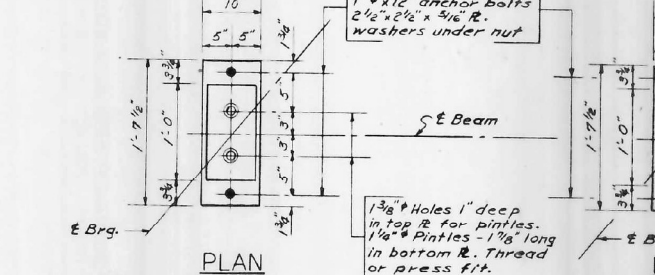 10
1"φ x12" anchor bolts
2½"x2½"x 5/16" ℔.
washers under nut
5" 5"
1¾"
3¾"
5"
1'-7½"
1'-0"
3"
3"
5"
3¾"
1¾"
℄ Beam
℄ Brg.
1'-7½"
3¾"
1'-0"
3¾"
1⅜"φ Holes 1" deep
in top ℔ for pintles.
1¼"φ Pintles - 1⅞" long
in bottom ℔. Thread
or press fit.
℄ B
PLAN